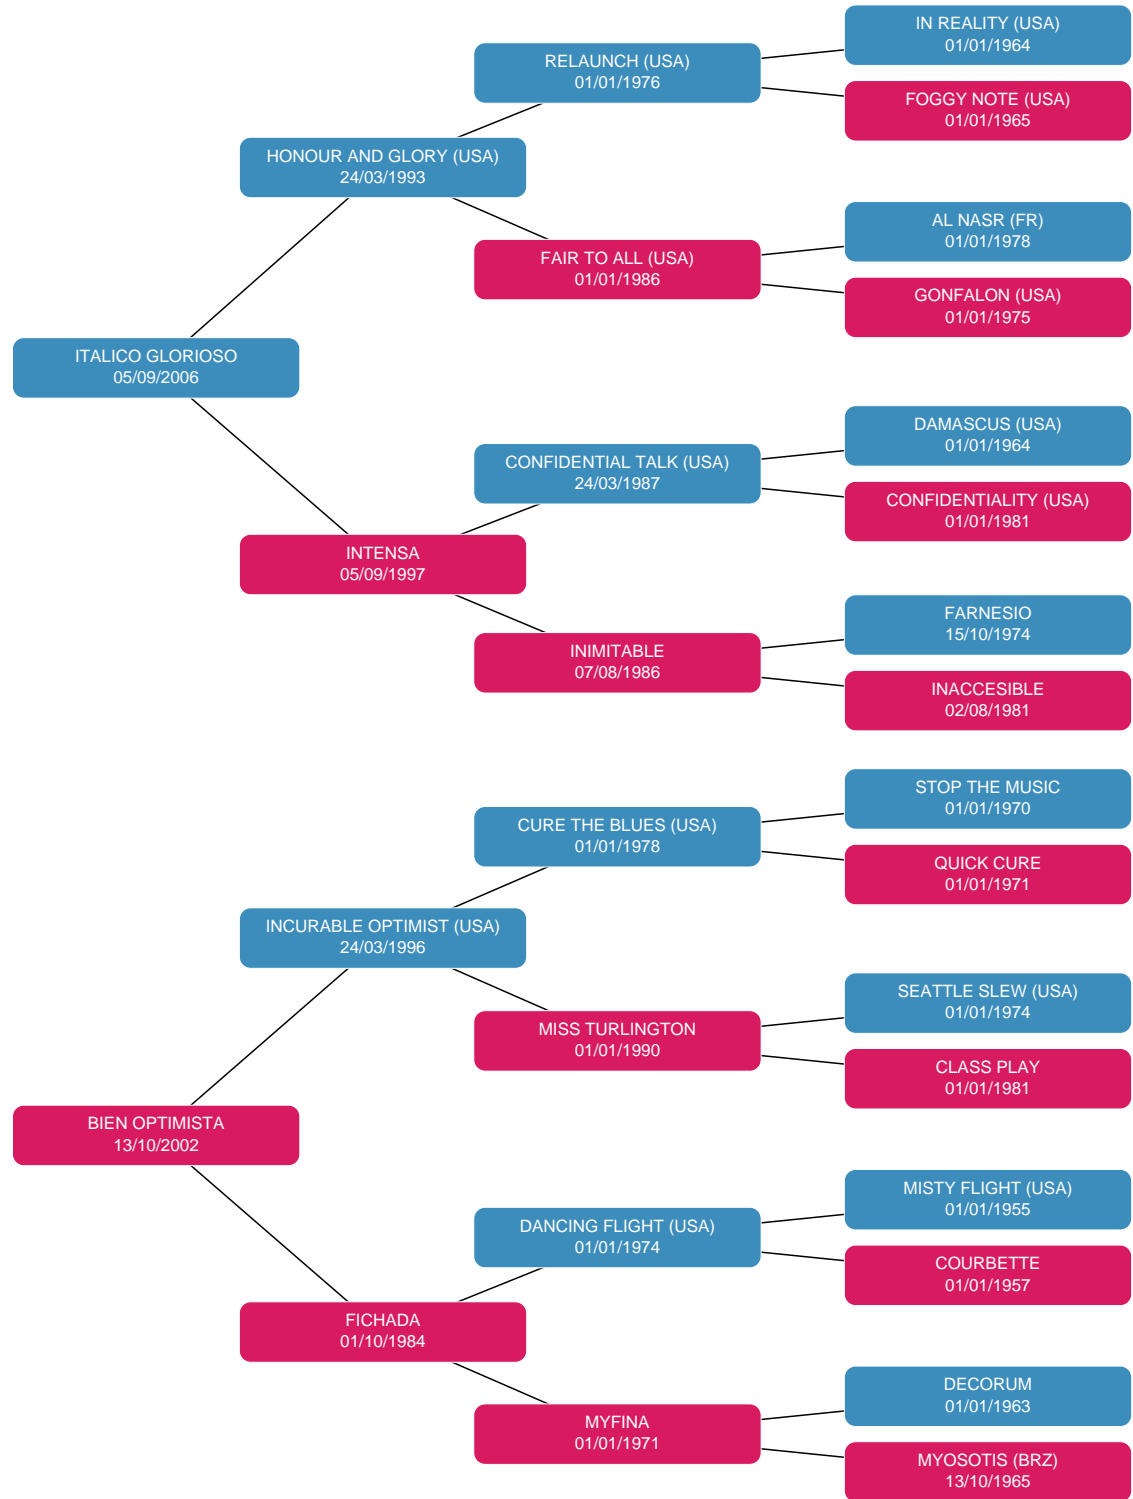 IN REALITY (USA)
01/01/1964
RELAUNCH (USA)
01/01/1976
FOGGY NOTE (USA)
01/01/1965
HONOUR AND GLORY (USA)
24/03/1993
AL NASR (FR)
01/01/1978
FAIR TO ALL (USA)
01/01/1986
GONFALON (USA)
01/01/1975
ITALICO GLORIOSO
05/09/2006
DAMASCUS (USA)
01/01/1964
CONFIDENTIAL TALK (USA)
24/03/1987
CONFIDENTIALITY (USA)
01/01/1981
INTENSA
05/09/1997
FARNESIO
15/10/1974
INIMITABLE
07/08/1986
INACCESIBLE
02/08/1981
STOP THE MUSIC
01/01/1970
CURE THE BLUES (USA)
01/01/1978
QUICK CURE
01/01/1971
INCURABLE OPTIMIST (USA)
24/03/1996
SEATTLE SLEW (USA)
01/01/1974
MISS TURLINGTON
01/01/1990
CLASS PLAY
01/01/1981
BIEN OPTIMISTA
13/10/2002
MISTY FLIGHT (USA)
01/01/1955
DANCING FLIGHT (USA)
01/01/1974
COURBETTE
01/01/1957
FICHADA
01/10/1984
DECORUM
01/01/1963
MYFINA
01/01/1971
MYOSOTIS (BRZ)
13/10/1965